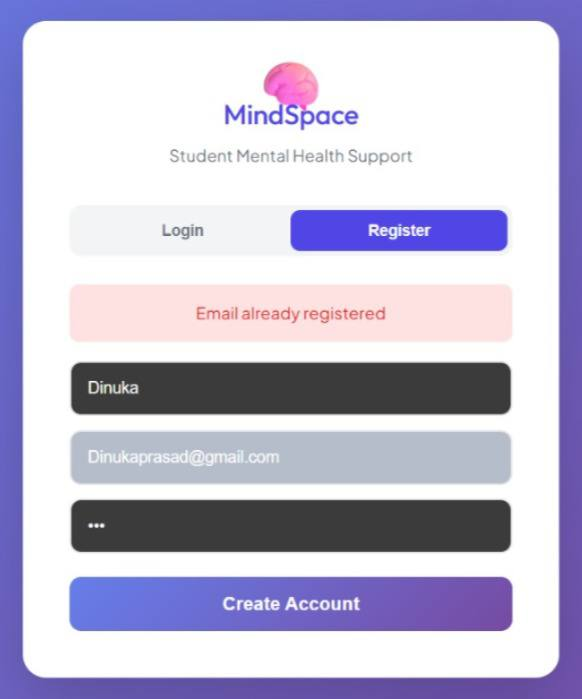 MindSpace
Student Mental Health Support
Login Register
Email already registered
Dinuka
Dinukaprasad@gmail.com
•••
Create Account